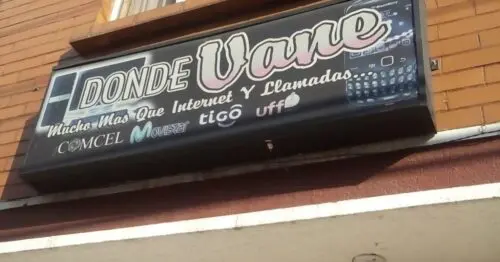 DONDE Vane
Mucho Mas Que Internet Y Llamadas...
COMCEL Movistar tigo uff